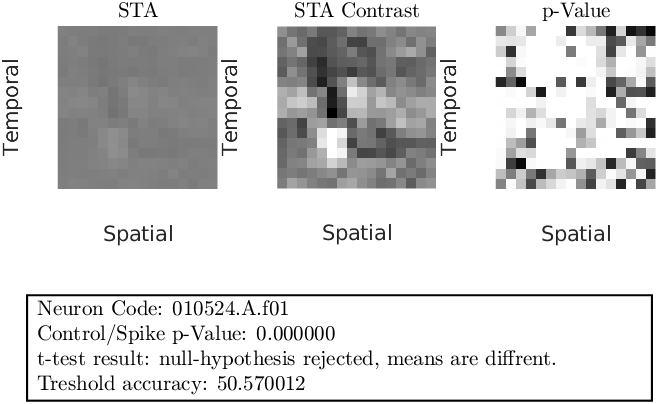 STA
STA Contrast
p-Value
Temporal
Temporal
Temporal
Spatial
Spatial
Spatial
Neuron Code: 010524.A.f01
Control/Spike p-Value: 0.000000
t-test result: null-hypothesis rejected, means are diffrent.
Treshold accuracy: 50.570012